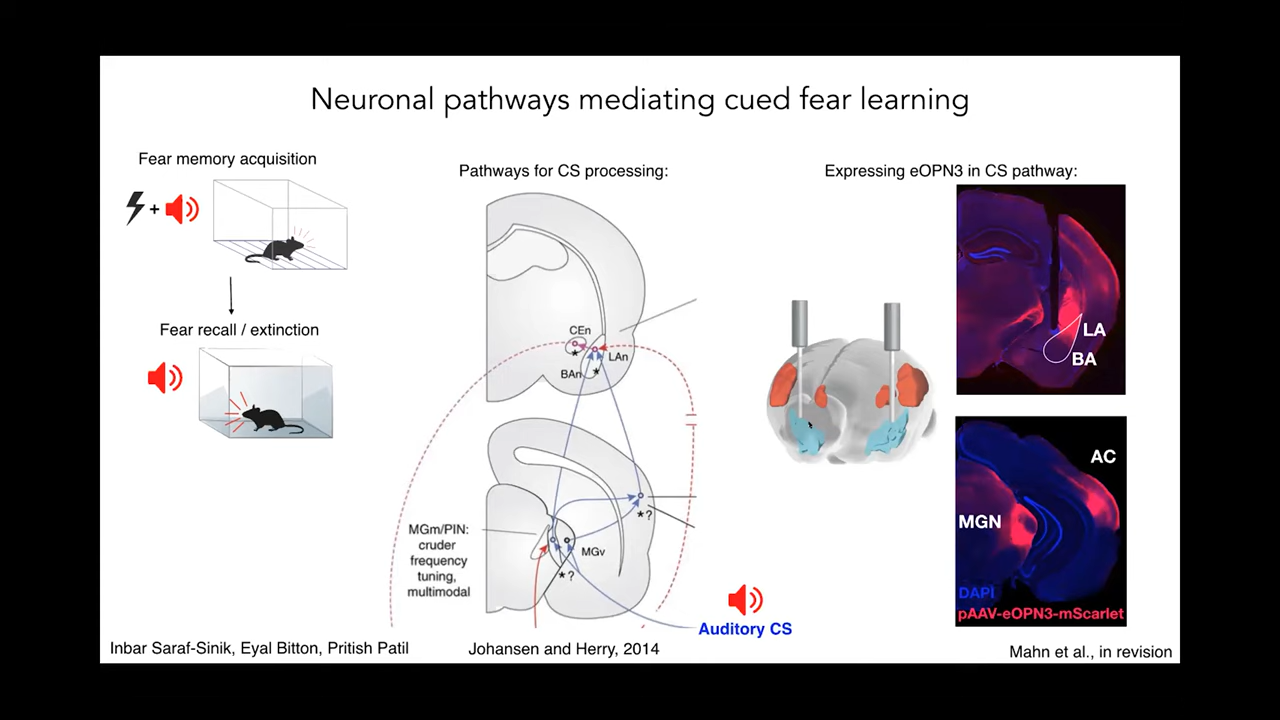 Neuronal pathways mediating cued fear learning
Fear memory acquisition
+
Fear recall / extinction
Inbar Saraf-Sinik, Eyal Bitton, Pritish Patil
Pathways for CS processing:
CEn
LAn
BAn
*
*
*?
MGm/PIN:
cruder
frequency
tuning,
multimodal
MGv
*?
Auditory CS
Johansen and Herry, 2014
Expressing eOPN3 in CS pathway:
LA
BA
AC
MGN
DAPI
pAAV-eOPN3-mScarlet
Mahn et al., in revision